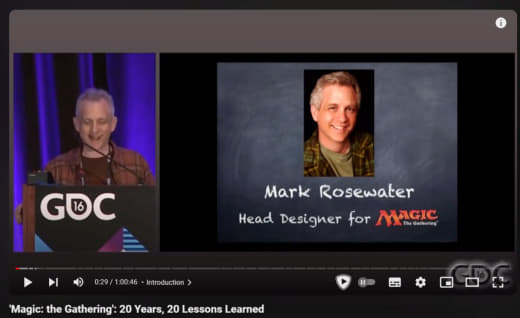 16
GDC
Mark Rosewater
Head Designer for MAGIC
The Gathering
GDC
0:29 / 1:00:46 • Introduction
'Magic: the Gathering': 20 Years, 20 Lessons Learned